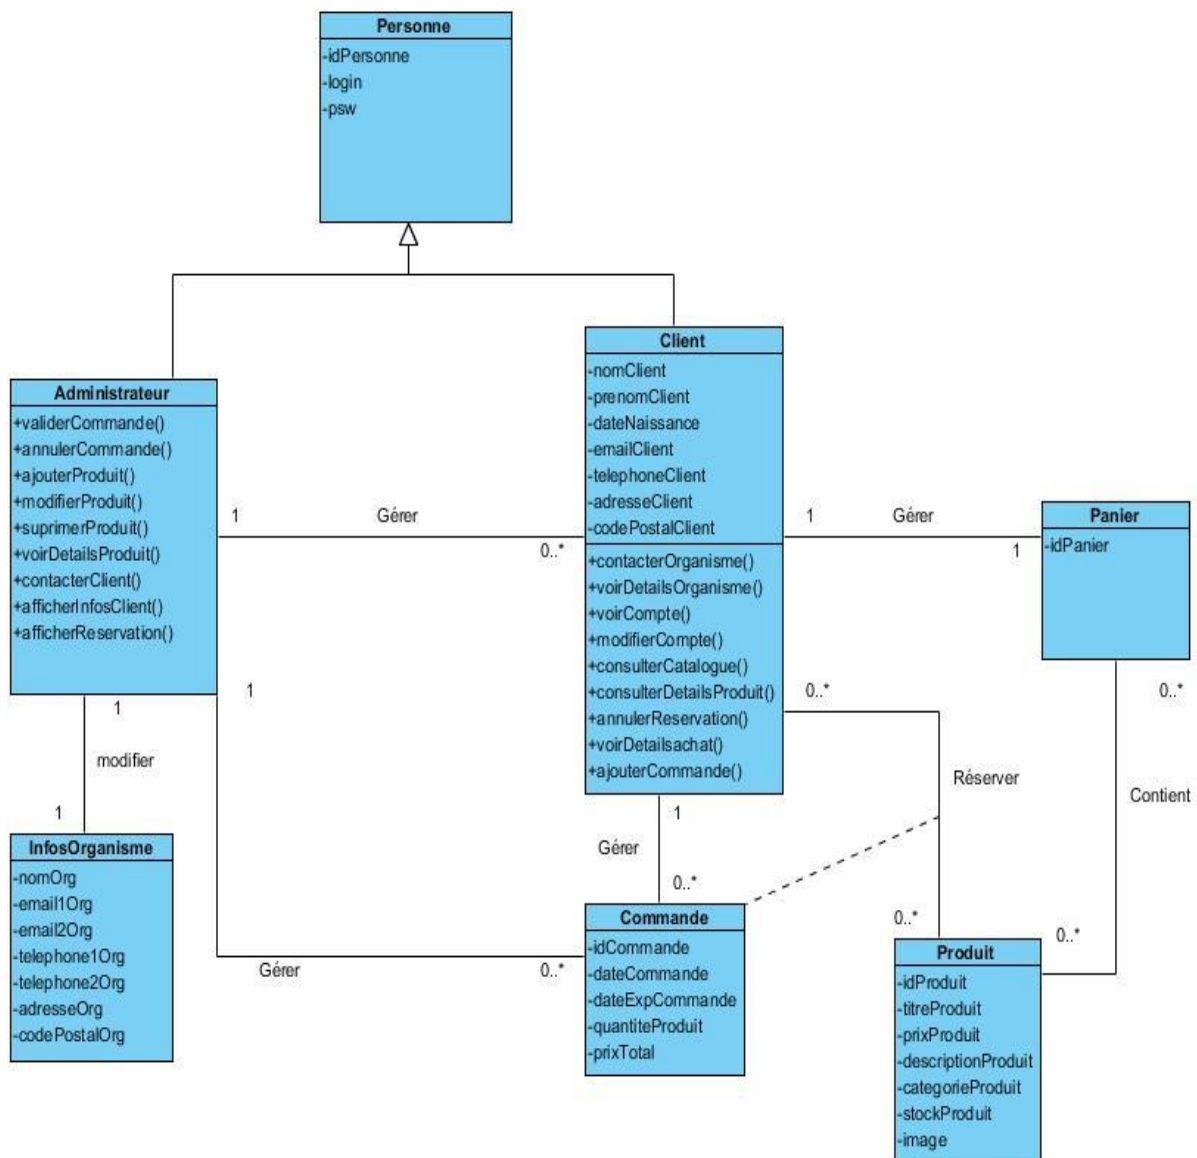 Personne
-idPersonne
-login
-psw
Administrateur
+validerCommande()
+annulerCommande()
+ajouterProduit()
+modifierProduit()
+suprimerProduit()
+voirDetailsProduit()
+contacterClient()
+afficherInfosClient()
+afficherReservation()
1
Gérer
0..*
Client
-nomClient
-prenomClient
-dateNaissance
-emailClient
-telephoneClient
-adresseClient
-codePostalClient
+contacterOrganisme()
+voirDetailsOrganisme()
+voirCompte()
+modifierCompte()
+consulterCatalogue()
+consulterDetailsProduit()
+annulerReservation()
+voirDetailsachat()
+ajouterCommande()
1
Gérer
1
Panier
-idPanier
0..*
Contient
0..*
0..*
Réserver
0..*
1
modifier
1
InfosOrganisme
-nomOrg
-email1Org
-email2Org
-telephone1Org
-telephone2Org
-adresseOrg
-codePostalOrg
1
Gérer
0..*
1
Gérer
0..*
Commande
-idCommande
-dateCommande
-dateExpCommande
-quantiteProduit
-prixTotal
Produit
-idProduit
-titreProduit
-prixProduit
-descriptionProduit
-categorieProduit
-stockProduit
-image